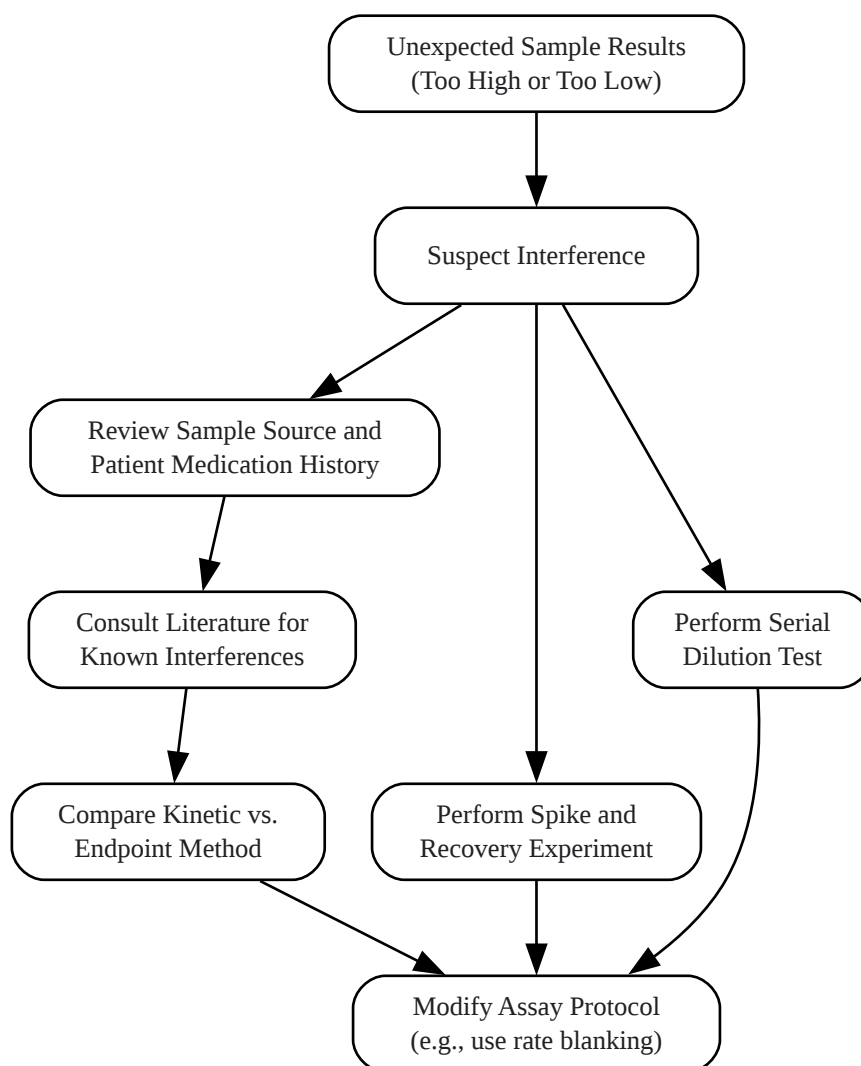 Unexpected Sample Results
(Too High or Too Low)
Suspect Interference
Review Sample Source and
Patient Medication History
Consult Literature for
Known Interferences
Perform Serial
Dilution Test
Compare Kinetic vs.
Endpoint Method
Perform Spike and
Recovery Experiment
Modify Assay Protocol
(e.g., use rate blanking)